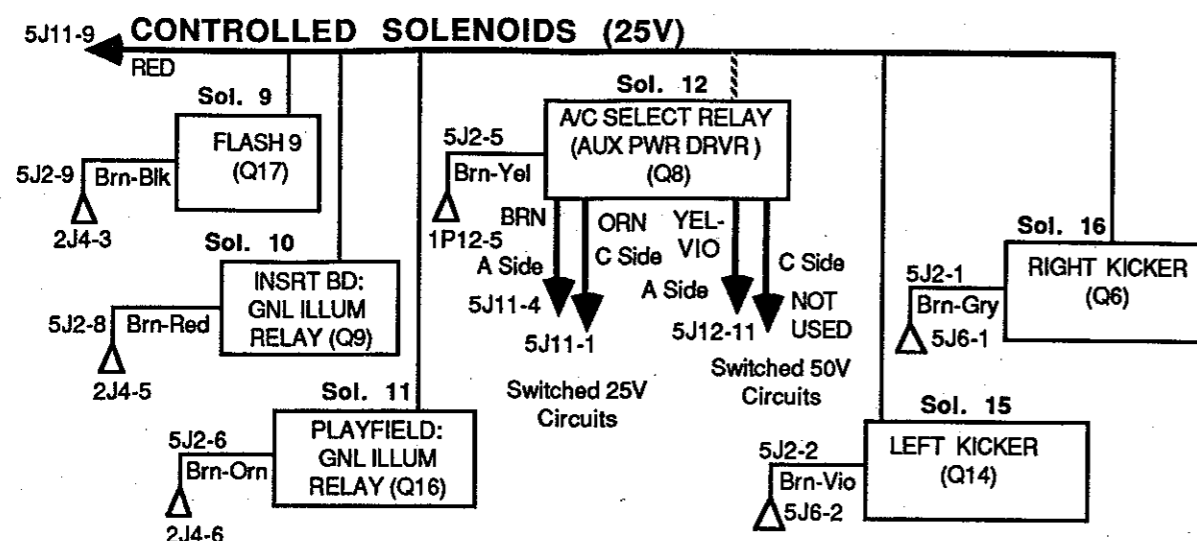 5J11-9
CONTROLLED SOLENOIDS (25V)
RED
Sol. 9
FLASH 9
(Q17)
5J2-9
Brn-Blk
2J4-3
Sol. 10
INSRT BD:
GNL ILLUM
RELAY (Q9)
5J2-8
Brn-Red
2J4-5
Sol. 11
PLAYFIELD:
GNL ILLUM
RELAY (Q16)
5J2-6
Brn-Orn
2J4-6
Sol. 12
A/C SELECT RELAY
(AUX PWR DRVR )
(Q8)
5J2-5
Brn-Yel
1P12-5
BRN
A Side
5J11-4
ORN
C Side
5J11-1
Switched 25V
Circuits
YEL-
VIO
A Side
5J12-11
C Side
NOT
USED
Switched 50V
Circuits
Sol. 16
RIGHT KICKER
(Q6)
5J2-1
Brn-Gry
5J6-1
Sol. 15
LEFT KICKER
(Q14)
5J2-2
Brn-Vio
5J6-2